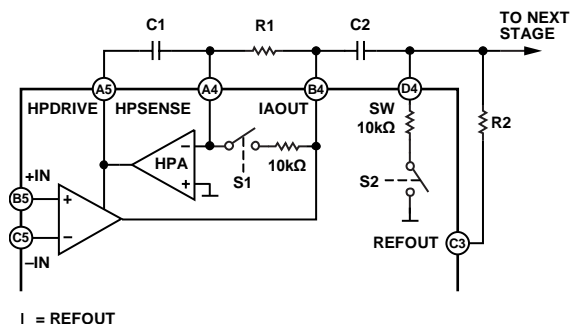 C1
R1
C2
TO NEXT
STAGE
A5
A4
B4
D4
HPDRIVE
HPSENSE
IAOUT
SW
10kΩ
R2
HPA
−
+
10kΩ
S1
S2
+IN
B5
+
C5
−
−IN
REFOUT
C3
= REFOUT